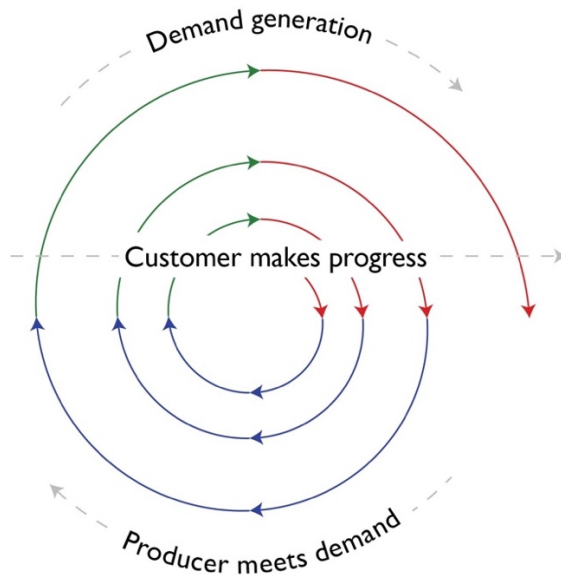 Demand generation
Customer makes progress
Producer meets demand